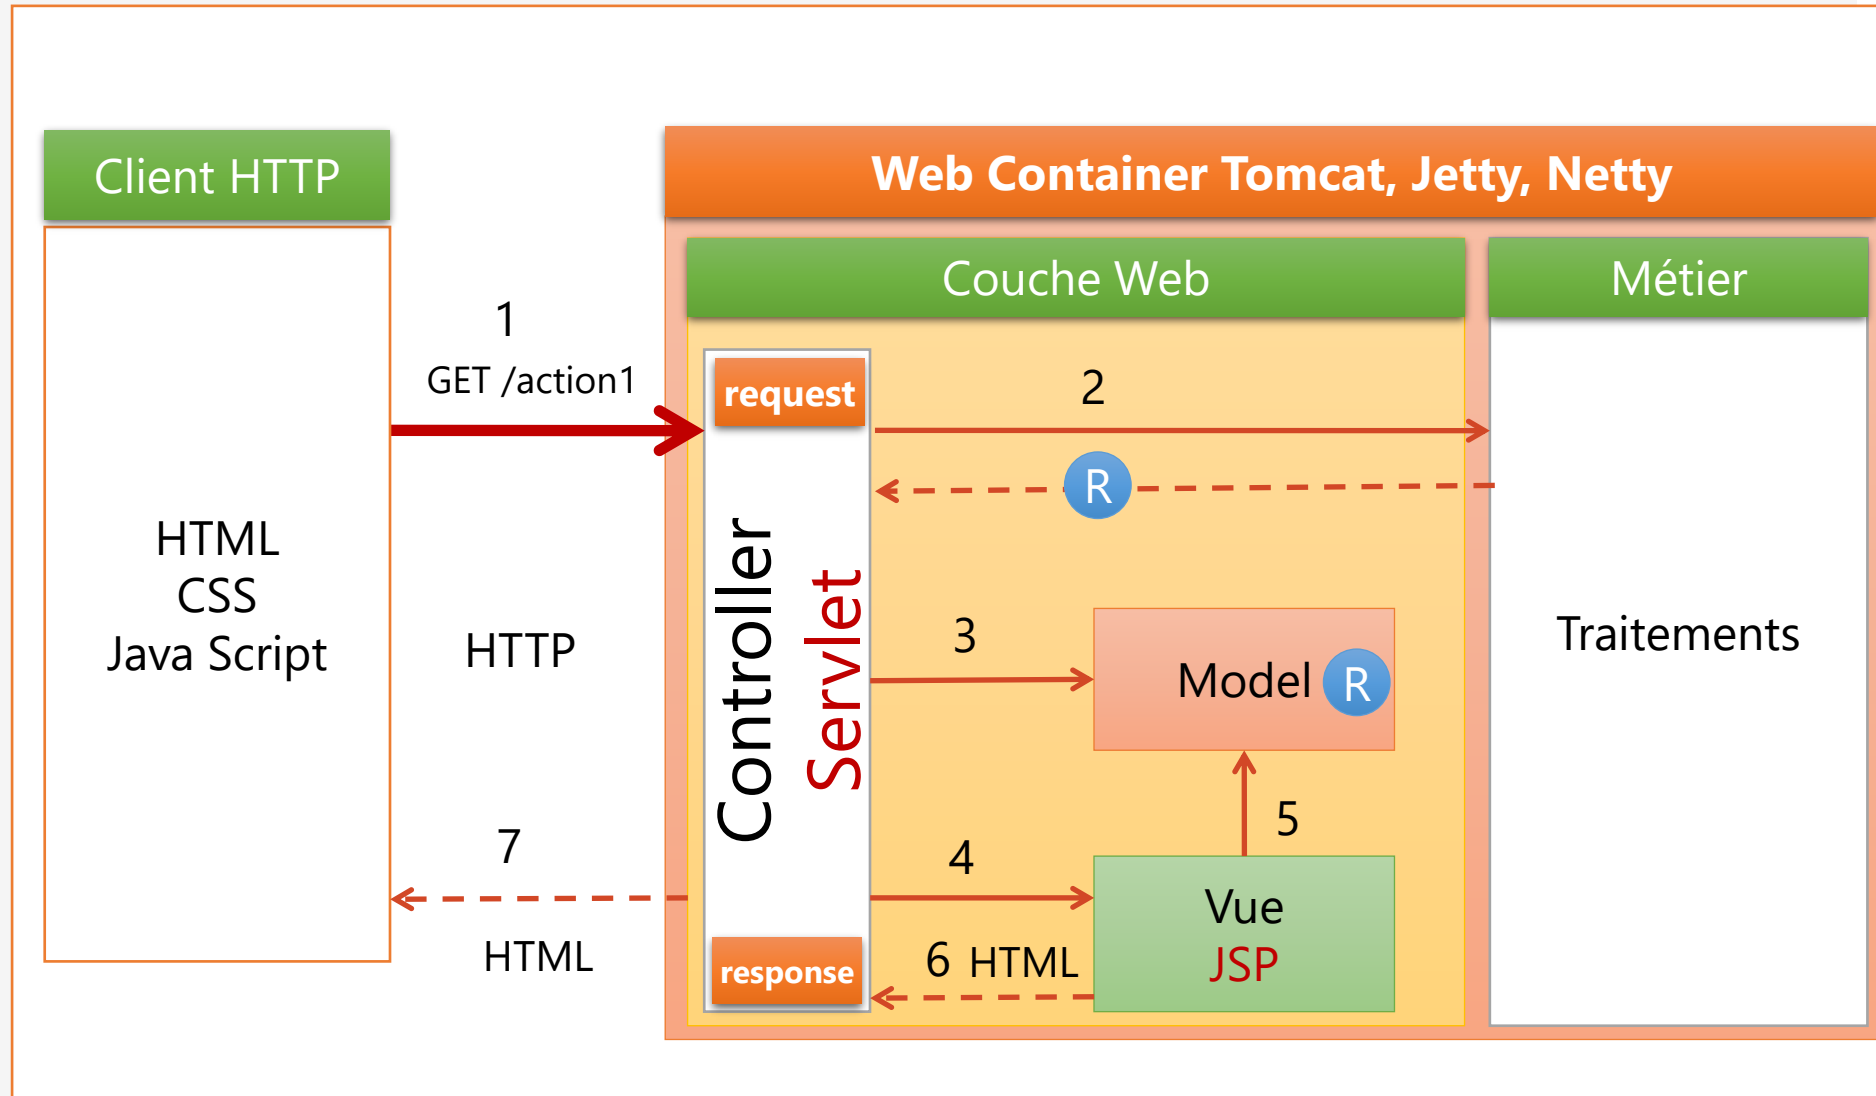 Client HTTP
HTML
CSS
Java Script
1
GET /action1
HTTP
7
HTML
Web Container Tomcat, Jetty, Netty
Couche Web
request
Controller
Servlet
response
2
R
3
Model R
5
4
Vue
JSP
6 HTML
Métier
Traitements